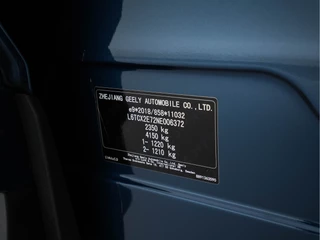 ZHEJIANG GEELY AUTOMOBILE CO.,LTD.
e9*2018/858*11032
L6TCX2E72NE006372
2350 kg
4150 kg
1- 1220 kg
2- 1210 kg